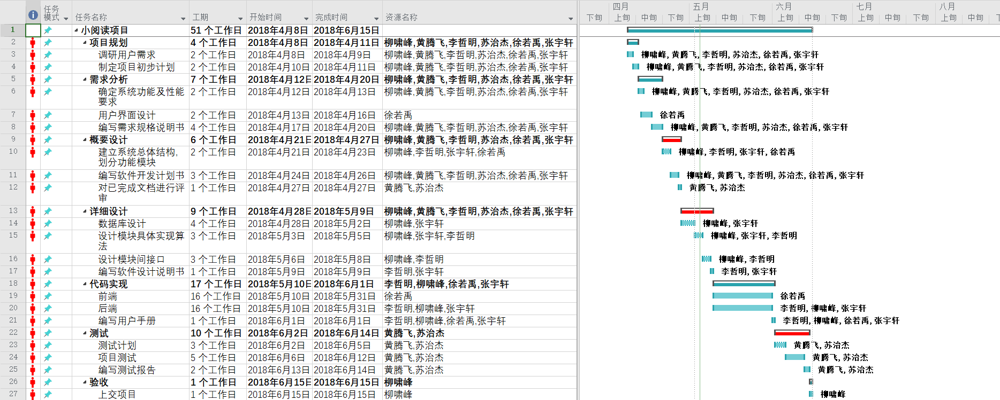 四月 五月 六月 七月 八月
任务模式 任务名称 工期 开始时间 完成时间 资源名称 下旬 上旬 中旬 下旬 上旬 中旬 下旬 上旬 中旬 下旬 上旬 中旬 下旬 上旬 中旬
1 小阅读项目 51 个工作日 2018年4月8日 2018年6月15日
2 项目规划 4 个工作日 2018年4月8日 2018年4月11日 柳啸峰,黄腾飞,李哲明,苏治杰,徐若禹,张宇轩
3 调研用户需求 2 个工作日 2018年4月8日 2018年4月9日 柳啸峰,黄腾飞,李哲明,苏治杰,徐若禹,张宇轩 柳啸峰, 黄腾飞, 李哲明, 苏治杰, 徐若禹, 张宇轩
4 制定项目初步计划 2 个工作日 2018年4月10日 2018年4月11日 柳啸峰,黄腾飞,李哲明,苏治杰,徐若禹,张宇轩 柳啸峰, 黄腾飞, 李哲明, 苏治杰, 徐若禹, 张宇轩
5 需求分析 7 个工作日 2018年4月12日 2018年4月20日 柳啸峰,黄腾飞,李哲明,苏治杰,徐若禹,张宇轩
6 确定系统功能及性能 2 个工作日 2018年4月12日 2018年4月13日 柳啸峰,黄腾飞,李哲明,苏治杰,徐若禹,张宇轩 柳啸峰, 黄腾飞, 李哲明, 苏治杰, 徐若禹, 张宇轩
要求
7 用户界面设计 2 个工作日 2018年4月13日 2018年4月16日 徐若禹 徐若禹
8 编写需求规格说明书 4 个工作日 2018年4月17日 2018年4月20日 柳啸峰,黄腾飞,李哲明,苏治杰,徐若禹,张宇轩 柳啸峰, 黄腾飞, 李哲明, 苏治杰, 徐若禹, 张宇轩
9 概要设计 6 个工作日 2018年4月21日 2018年4月27日 柳啸峰,黄腾飞,李哲明,苏治杰,徐若禹,张宇轩
10 建立系统总体结构, 2 个工作日 2018年4月21日 2018年4月23日 柳啸峰,李哲明,张宇轩,徐若禹 柳啸峰, 李哲明, 张宇轩, 徐若禹
划分功能模块
11 编写软件开发计划书 3 个工作日 2018年4月24日 2018年4月26日 柳啸峰,黄腾飞,李哲明,苏治杰,徐若禹,张宇轩 柳啸峰, 黄腾飞, 李哲明, 苏治杰, 徐若禹, 张宇轩
12 对已完成文档进行评 1 个工作日 2018年4月27日 2018年4月27日 黄腾飞,苏治杰 黄腾飞, 苏治杰
审
13 详细设计 9 个工作日 2018年4月28日 2018年5月9日 柳啸峰,黄腾飞,李哲明,苏治杰,徐若禹,张宇轩
14 数据库设计 4 个工作日 2018年4月28日 2018年5月2日 柳啸峰,张宇轩 柳啸峰, 张宇轩
15 设计模块具体实现算 3 个工作日 2018年5月3日 2018年5月5日 柳啸峰,张宇轩,李哲明 柳啸峰, 张宇轩, 李哲明
法
16 设计模块间接口 3 个工作日 2018年5月6日 2018年5月8日 柳啸峰,李哲明 柳啸峰, 李哲明
17 编写软件设计说明书 1 个工作日 2018年5月9日 2018年5月9日 李哲明,张宇轩 李哲明, 张宇轩
18 代码实现 17 个工作日 2018年5月10日 2018年6月1日 李哲明,柳啸峰,徐若禹,张宇轩
19 前端 16 个工作日 2018年5月10日 2018年5月31日 徐若禹 徐若禹
20 后端 16 个工作日 2018年5月10日 2018年5月31日 李哲明,柳啸峰,张宇轩 李哲明, 柳啸峰, 张宇轩
21 编写用户手册 1 个工作日 2018年6月1日 2018年6月1日 李哲明,柳啸峰,徐若禹,张宇轩 李哲明, 柳啸峰, 徐若禹, 张宇轩
22 测试 10 个工作日 2018年6月2日 2018年6月14日 黄腾飞,苏治杰
23 测试计划 3 个工作日 2018年6月2日 2018年6月5日 黄腾飞,苏治杰 黄腾飞, 苏治杰
24 项目测试 5 个工作日 2018年6月6日 2018年6月12日 黄腾飞,苏治杰 黄腾飞, 苏治杰
25 编写测试报告 2 个工作日 2018年6月13日 2018年6月14日 黄腾飞,苏治杰 黄腾飞, 苏治杰
26 验收 1 个工作日 2018年6月15日 2018年6月15日 柳啸峰
27 上交项目 1 个工作日 2018年6月15日 2018年6月15日 柳啸峰 柳啸峰